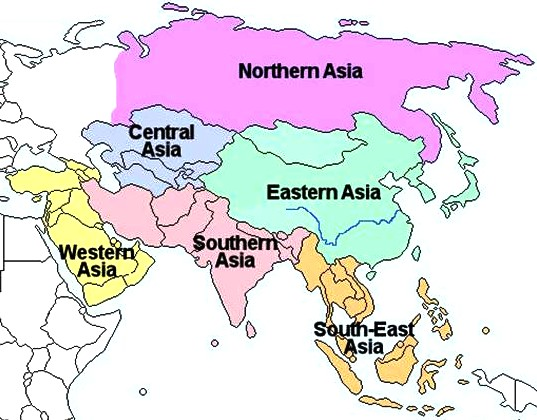 Northern Asia
Central
Asia
Eastern Asia
Western
Asia
Southern
Asia
South-East
Asia